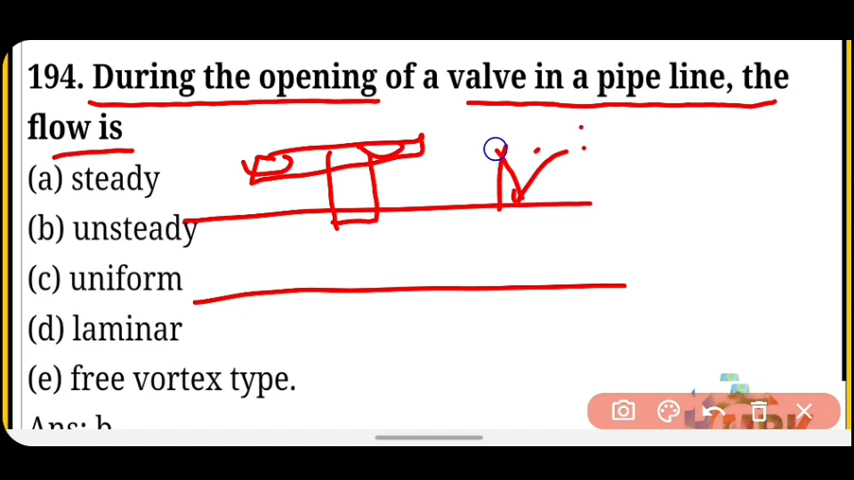 194. During the opening of a valve in a pipe line, the
flow is
(a) steady
(b) unsteady
(c) uniform
(d) laminar
(e) free vortex type.
Ans: b